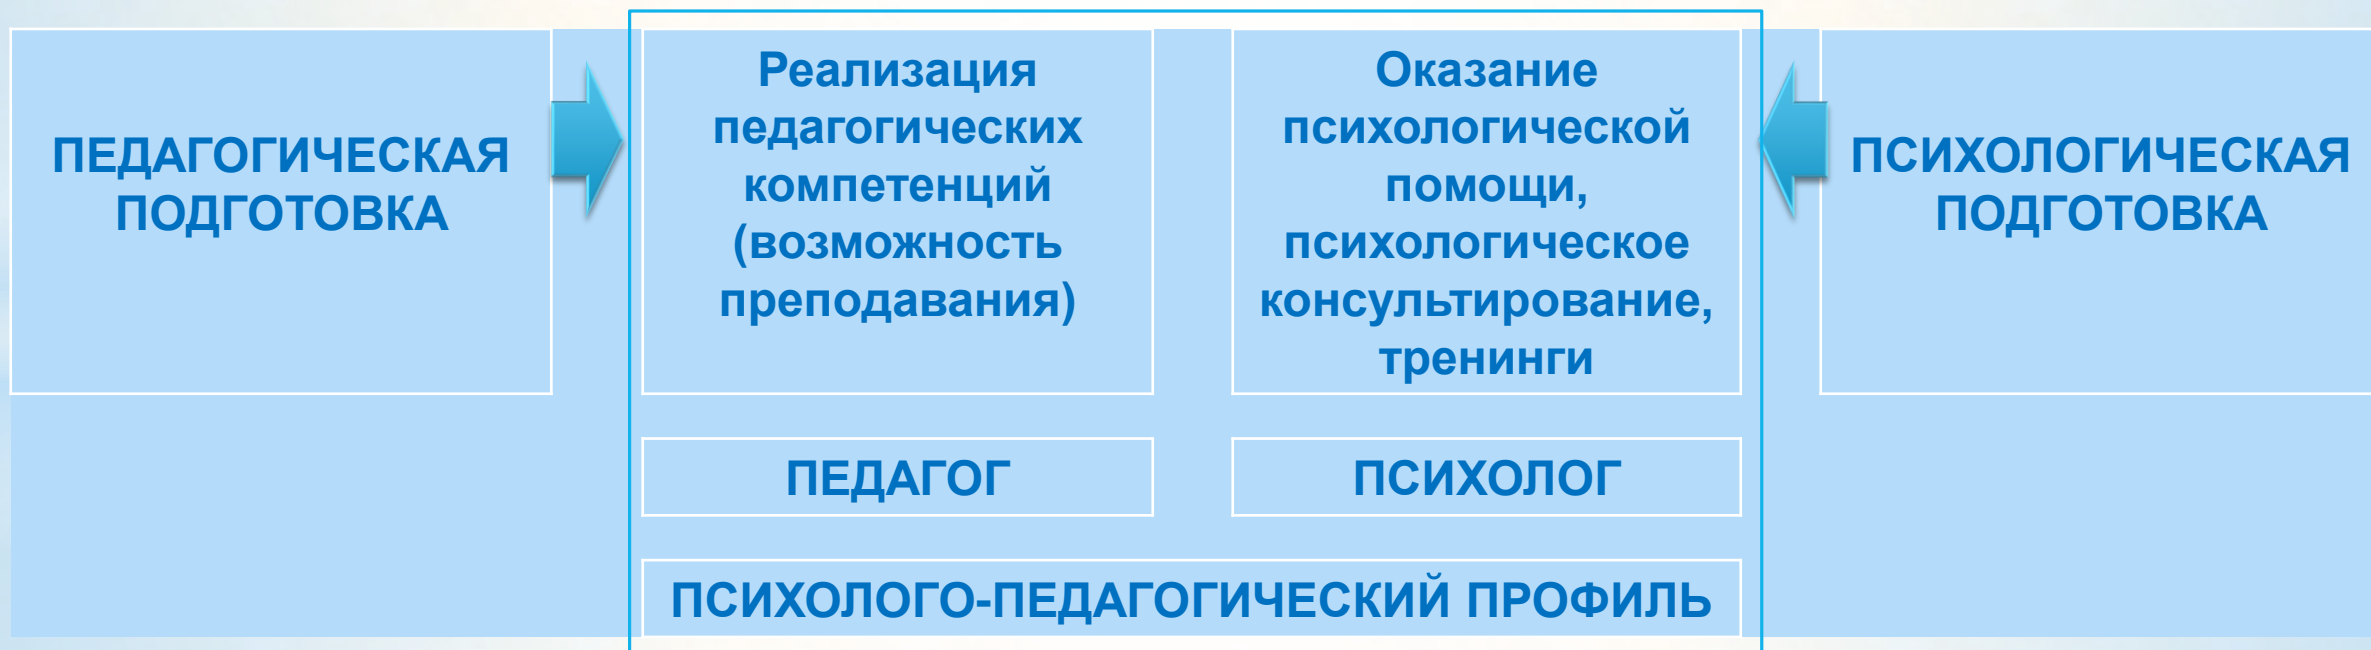 ПЕДАГОГИЧЕСКАЯ
ПОДГОТОВКА
Реализация
педагогических
компетенций
(возможность
преподавания)
Оказание
психологической
помощи,
психологическое
консультирование,
тренинги
ПСИХОЛОГИЧЕСКАЯ
ПОДГОТОВКА
ПЕДАГОГ
ПСИХОЛОГ
ПСИХОЛОГО-ПЕДАГОГИЧЕСКИЙ ПРОФИЛЬ